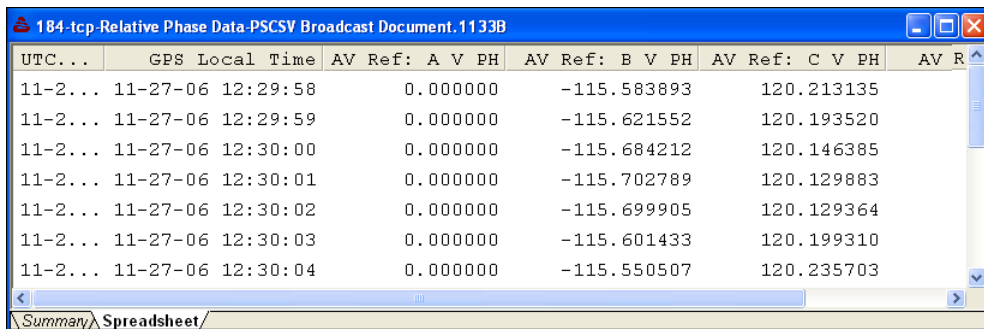 184-tcp-Relative Phase Data-PSCSV Broadcast Document.1133B
UTC... GPS Local Time AV Ref: A V PH AV Ref: B V PH AV Ref: C V PH AV R
11-2... 11-27-06 12:29:58 0.000000 -115.583893 120.213135
11-2... 11-27-06 12:29:59 0.000000 -115.621552 120.193520
11-2... 11-27-06 12:30:00 0.000000 -115.684212 120.146385
11-2... 11-27-06 12:30:01 0.000000 -115.702789 120.129883
11-2... 11-27-06 12:30:02 0.000000 -115.699905 120.129364
11-2... 11-27-06 12:30:03 0.000000 -115.601433 120.199310
11-2... 11-27-06 12:30:04 0.000000 -115.550507 120.235703
Summary Spreadsheet